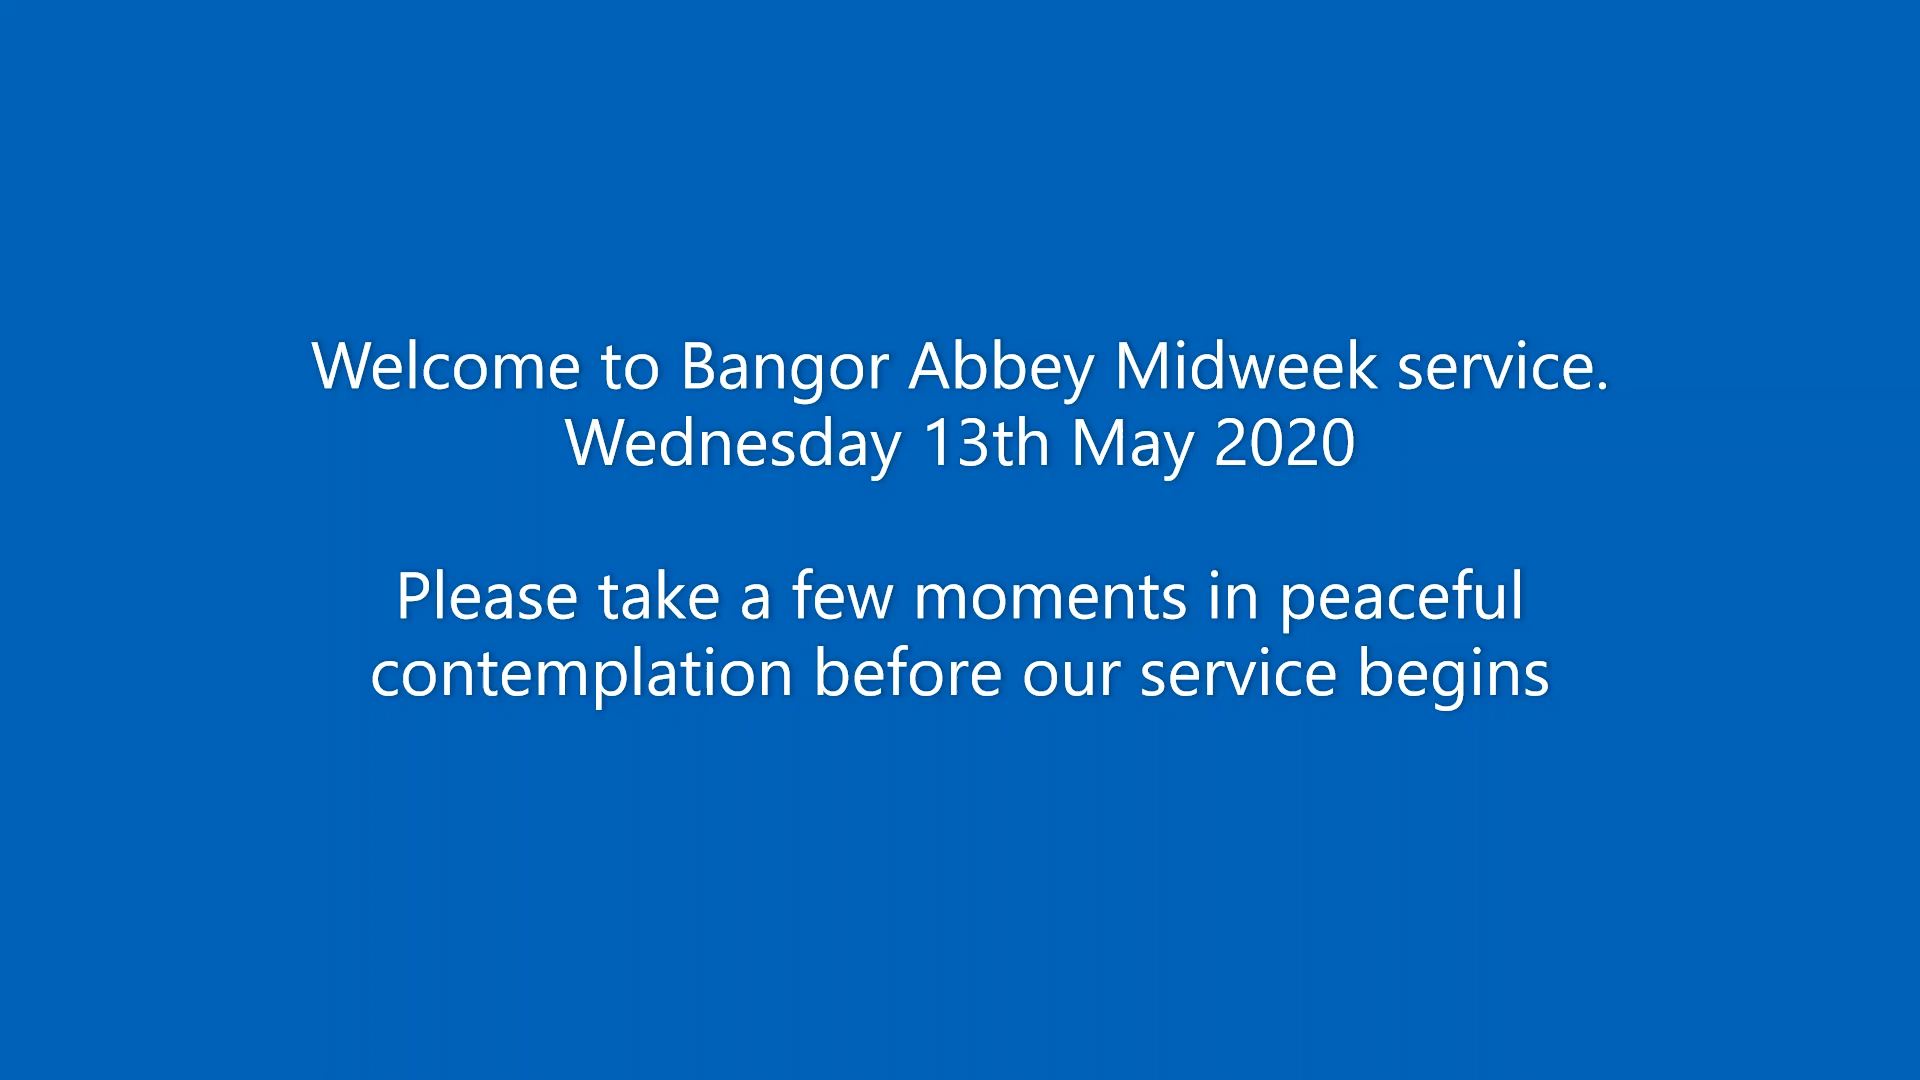 Welcome to Bangor Abbey Midweek service.
Wednesday 13th May 2020
Please take a few moments in peaceful
contemplation before our service begins